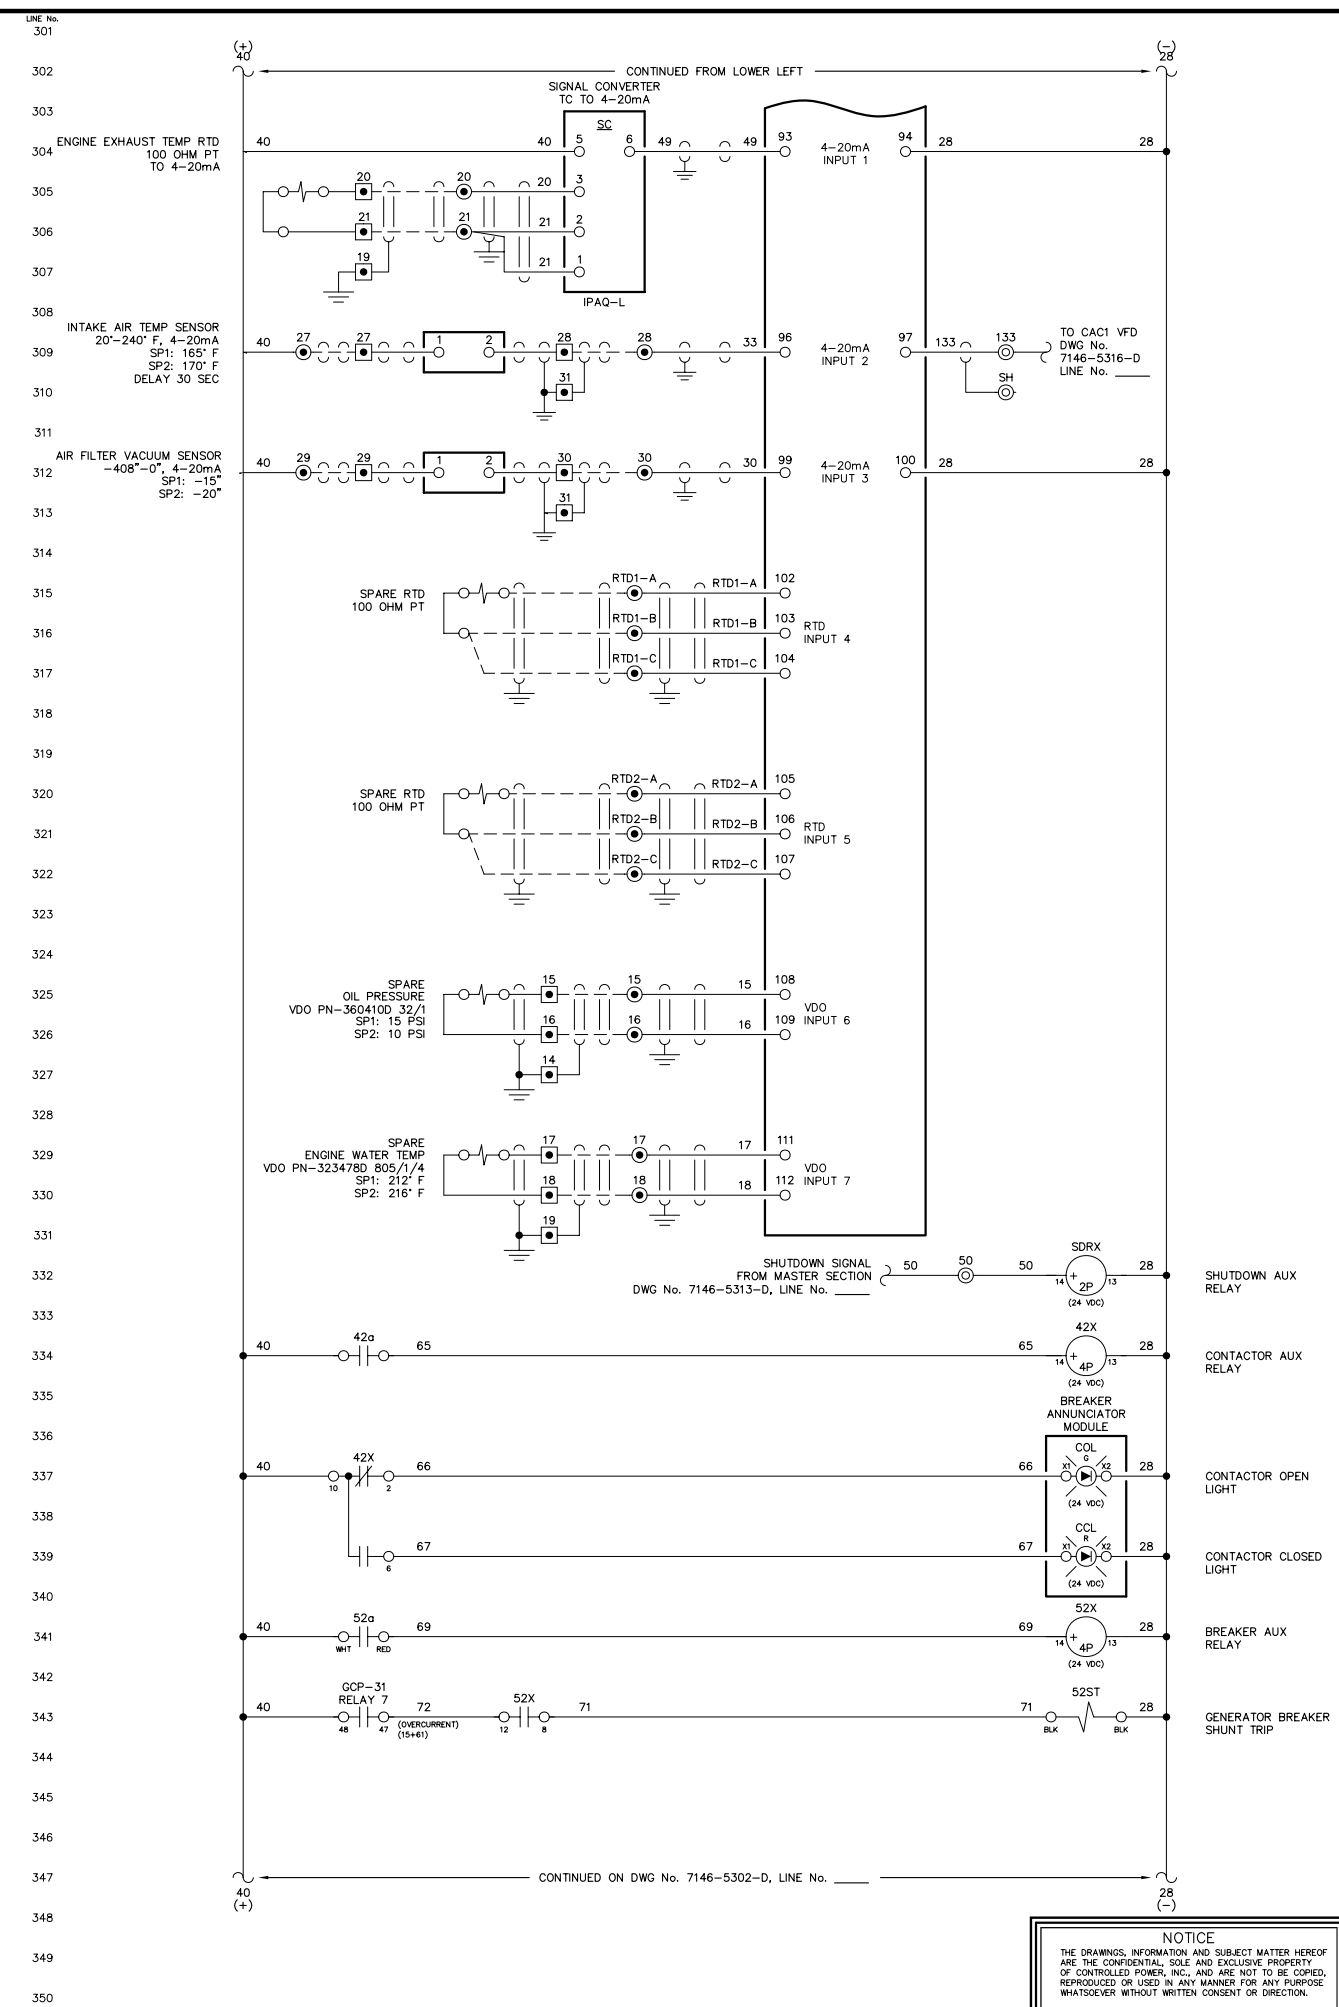 LINE No.
301
(+)
40
(-)
28
302
CONTINUED FROM LOWER LEFT
SIGNAL CONVERTER
TC TO 4-20mA
303
SC
ENGINE EXHAUST TEMP RTD
100 OHM PT
TO 4-20mA
304
40 40 5 6 49 49 93
4-20mA
INPUT 1
94 28 28
305
20 20 20 3
306
21 21 21 2
307
19 21 1
IPAQ-L
308
INTAKE AIR TEMP SENSOR
20°-240° F, 4-20mA
SP1: 165° F
SP2: 170° F
DELAY 30 SEC
309
40 27 27 1 2 28 28 33 96
4-20mA
INPUT 2
97 133 133
TO CAC1 VFD
DWG No.
7146-5316-D
LINE No. _____
310
31
SH
311
AIR FILTER VACUUM SENSOR
-408"-0", 4-20mA
SP1: -15"
SP2: -20"
312
40 29 29 1 2 30 30 30 99
4-20mA
INPUT 3
100 28 28
313
31
314
315
SPARE RTD
100 OHM PT
RTD1-A RTD1-A 102
316
RTD1-B RTD1-B 103
RTD
INPUT 4
317
RTD1-C RTD1-C 104
318
319
320
SPARE RTD
100 OHM PT
RTD2-A RTD2-A 105
321
RTD2-B RTD2-B 106
RTD
INPUT 5
322
RTD2-C RTD2-C 107
323
324
SPARE
OIL PRESSURE
VDO PN-360410D 32/1
SP1: 15 PSI
SP2: 10 PSI
325
15 15 15 108
VDO
INPUT 6
326
16 16 16 109
327
14
328
SPARE
ENGINE WATER TEMP
VDO PN-323478D 805/1/4
SP1: 212° F
SP2: 216° F
329
17 17 17 111
VDO
INPUT 7
330
18 18 18 112
331
19
332
SHUTDOWN SIGNAL
FROM MASTER SECTION
DWG No. 7146-5313-D, LINE No. _____
50 50 50
SDRX
14 + 2P 13
(24 VDC)
28
SHUTDOWN AUX
RELAY
333
334
40 42a 65 65
42X
14 + 4P 13
(24 VDC)
28
CONTACTOR AUX
RELAY
335
BREAKER
ANNUNCIATOR
MODULE
336
337
40 10 42X 2 66 66
COL
G
X1 X2
(24 VDC)
28
CONTACTOR OPEN
LIGHT
338
339
6 67 67
CCL
R
X1 X2
(24 VDC)
28
CONTACTOR CLOSED
LIGHT
340
341
40 52a 69 69
WHT RED
52X
14 + 4P 13
(24 VDC)
28
BREAKER AUX
RELAY
342
GCP-31
RELAY 7
343
40 48 47 72
(OVERCURRENT)
(15+61)
52X
12 8 71 71
52ST
BLK BLK
28
GENERATOR BREAKER
SHUNT TRIP
344
345
346
347
CONTINUED ON DWG No. 7146-5302-D, LINE No. _____
40
(+)
28
(-)
348
349
350
NOTICE
THE DRAWINGS, INFORMATION AND SUBJECT MATTER HEREOF
ARE THE CONFIDENTIAL, SOLE AND EXCLUSIVE PROPERTY
OF CONTROLLED POWER, INC., AND ARE NOT TO BE COPIED,
REPRODUCED OR USED IN ANY MANNER FOR ANY PURPOSE
WHATSOEVER WITHOUT WRITTEN CONSENT OR DIRECTION.